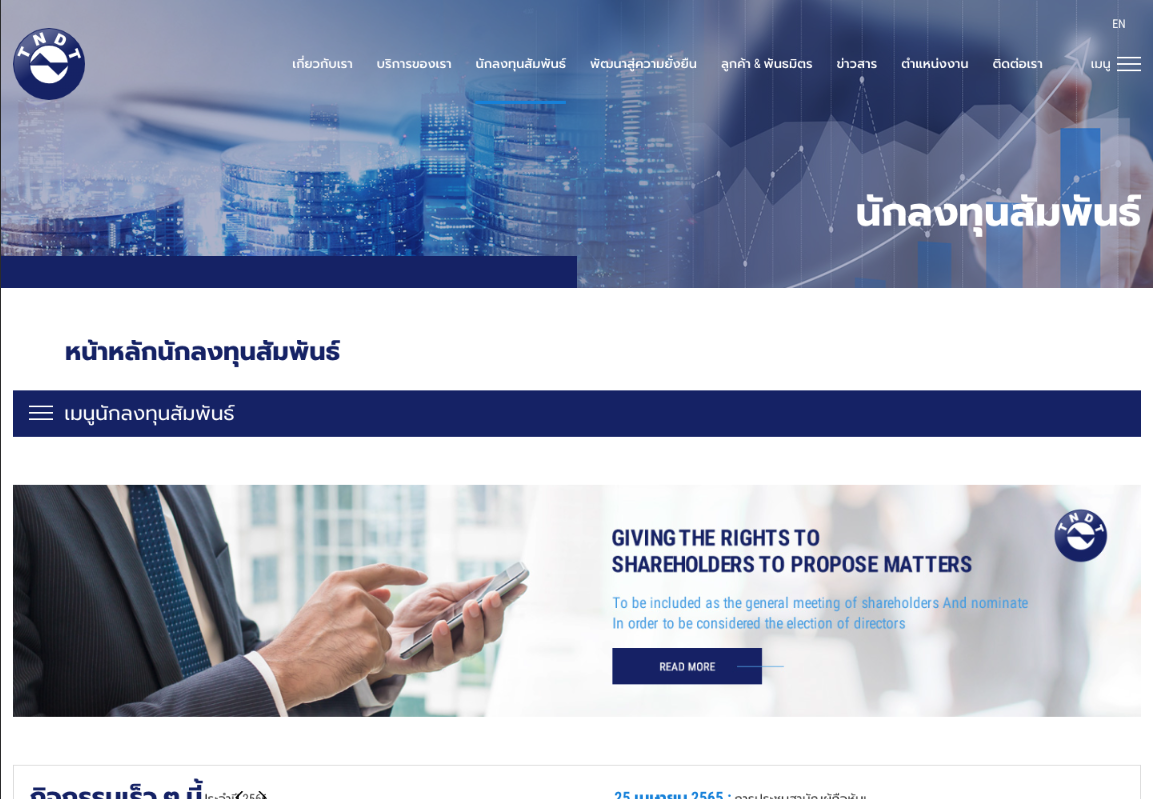 EN
TNDT
เกี่ยวกับเรา บริการของเรา นักลงทุนสัมพันธ์ พัฒนาสู่ความยั่งยืน ลูกค้า & พันธมิตร ข่าวสาร ตำแหน่งงาน ติดต่อเรา เมนู
นักลงทุนสัมพันธ์
หน้าหลักนักลงทุนสัมพันธ์
เมนูนักลงทุนสัมพันธ์
TNDT
GIVING THE RIGHTS TO
SHAREHOLDERS TO PROPOSE MATTERS
To be included as the general meeting of shareholders And nominate
In order to be considered the election of directors
READ MORE
กิจกรรมเร็ว ๆ นี้
25 เมษายน 2565 :